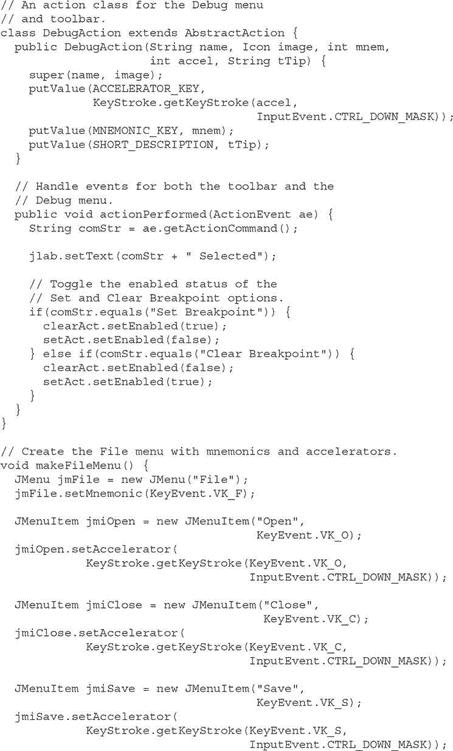 // An action class for the Debug menu
// and toolbar.
class DebugAction extends AbstractAction {
  public DebugAction(String name, Icon image, int mnem,
                     int accel, String tTip) {
    super(name, image);
    putValue(ACCELERATOR_KEY,
             KeyStroke.getKeyStroke(accel,
                                    InputEvent.CTRL_DOWN_MASK));
    putValue(MNEMONIC_KEY, mnem);
    putValue(SHORT_DESCRIPTION, tTip);
  }

  // Handle events for both the toolbar and the
  // Debug menu.
  public void actionPerformed(ActionEvent ae) {
    String comStr = ae.getActionCommand();

    jlab.setText(comStr + " Selected");

    // Toggle the enabled status of the
    // Set and Clear Breakpoint options.
    if(comStr.equals("Set Breakpoint")) {
      clearAct.setEnabled(true);
      setAct.setEnabled(false);
    } else if(comStr.equals("Clear Breakpoint")) {
      clearAct.setEnabled(false);
      setAct.setEnabled(true);
    }
  }
}

// Create the File menu with mnemonics and accelerators.
void makeFileMenu() {
  JMenu jmFile = new JMenu("File");
  jmFile.setMnemonic(KeyEvent.VK_F);

  JMenuItem jmiOpen = new JMenuItem("Open",
                                    KeyEvent.VK_O);
  jmiOpen.setAccelerator(
            KeyStroke.getKeyStroke(KeyEvent.VK_O,
                                   InputEvent.CTRL_DOWN_MASK));

  JMenuItem jmiClose = new JMenuItem("Close",
                                     KeyEvent.VK_C);
  jmiClose.setAccelerator(
            KeyStroke.getKeyStroke(KeyEvent.VK_C,
                                   InputEvent.CTRL_DOWN_MASK));

  JMenuItem jmiSave = new JMenuItem("Save",
                                    KeyEvent.VK_S);
  jmiSave.setAccelerator(
            KeyStroke.getKeyStroke(KeyEvent.VK_S,
                                   InputEvent.CTRL_DOWN_MASK));